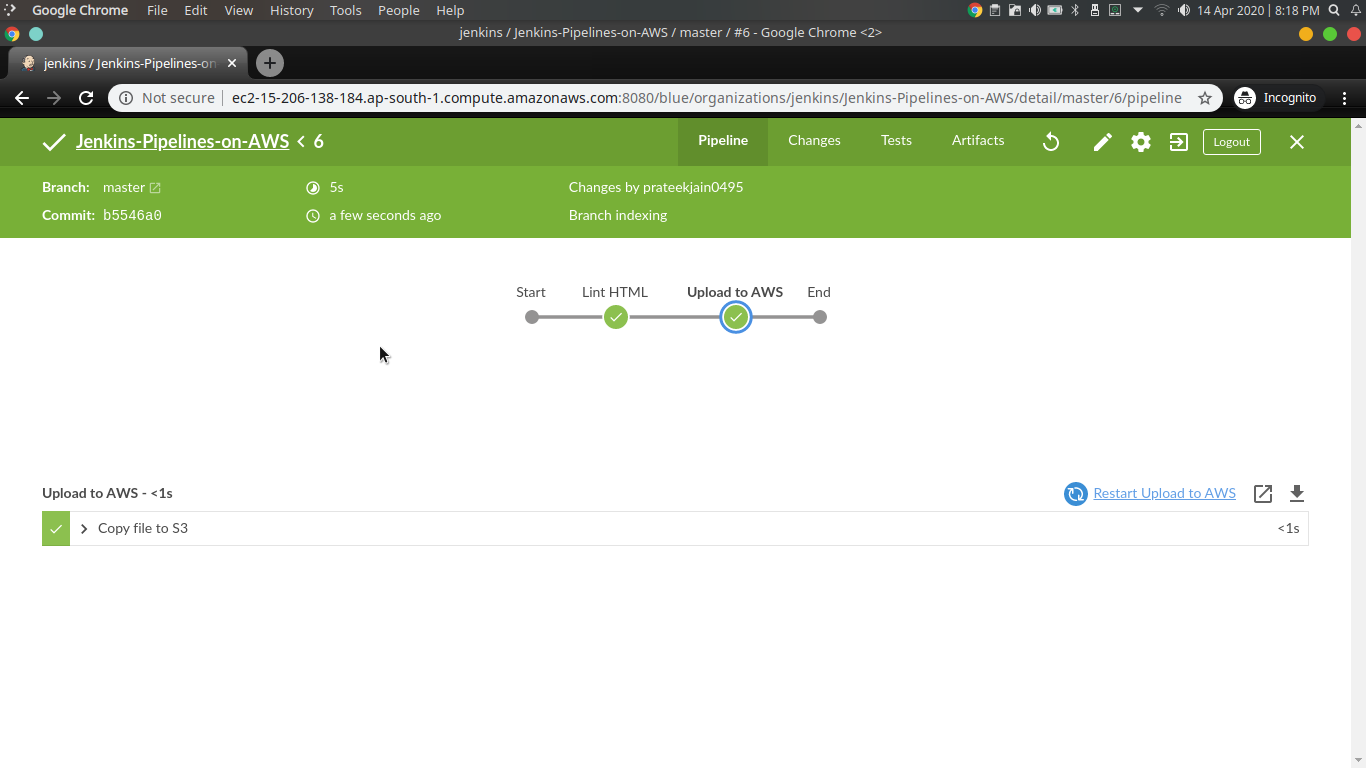 Google Chrome File Edit View History Tools People Help 14 Apr 2020 | 8:18 PM
jenkins / Jenkins-Pipelines-on-AWS / master / #6 - Google Chrome <2>
jenkins / Jenkins-Pipelines-on
Not secure ec2-15-206-138-184.ap-south-1.compute.amazonaws.com:8080/blue/organizations/jenkins/Jenkins-Pipelines-on-AWS/detail/master/6/pipeline Incognito
Jenkins-Pipelines-on-AWS < 6 Pipeline Changes Tests Artifacts Logout
Branch: master 5s Changes by prateekjain0495
Commit: b5546a0 a few seconds ago Branch indexing
Start Lint HTML Upload to AWS End
Upload to AWS - <1s Restart Upload to AWS
Copy file to S3 <1s